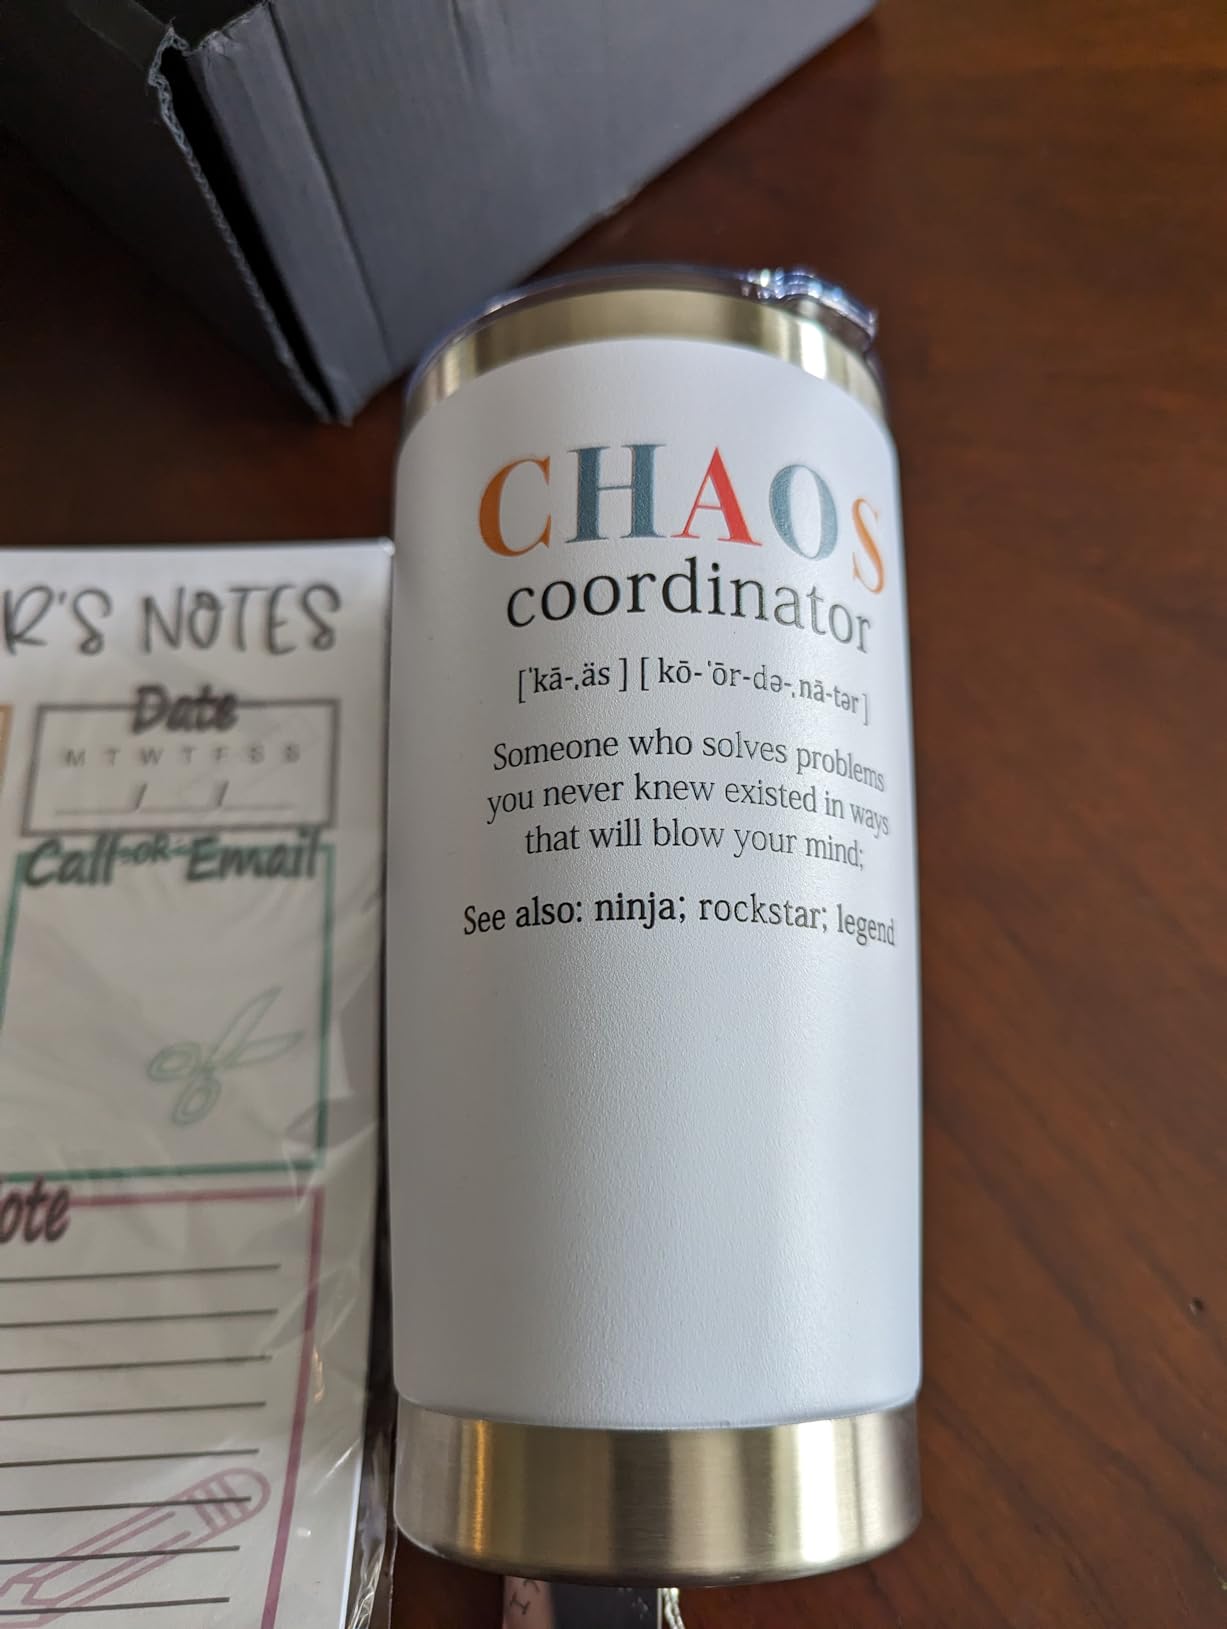 CHAOS
coordinator
[ˈkā-ˌäs ] [ kō-ˈȯr-də-ˌnā-tər]
Someone who solves problems
you never knew existed in ways
that will blow your mind;
See also: ninja; rockstar; legend
R'S NOTES
Date
M T W T F S S
/ /
Call -OR- Email
ote